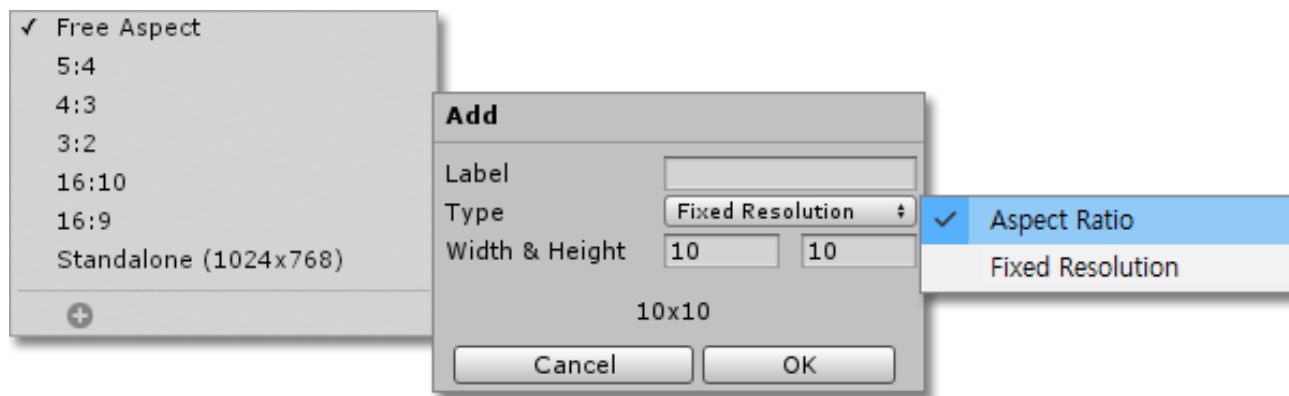 ✓ Free Aspect
5:4
4:3
3:2
16:10
16:9
Standalone (1024x768)
Add
Label
Type Fixed Resolution
Width & Height 10 10
10x10
Cancel OK
✓ Aspect Ratio
Fixed Resolution